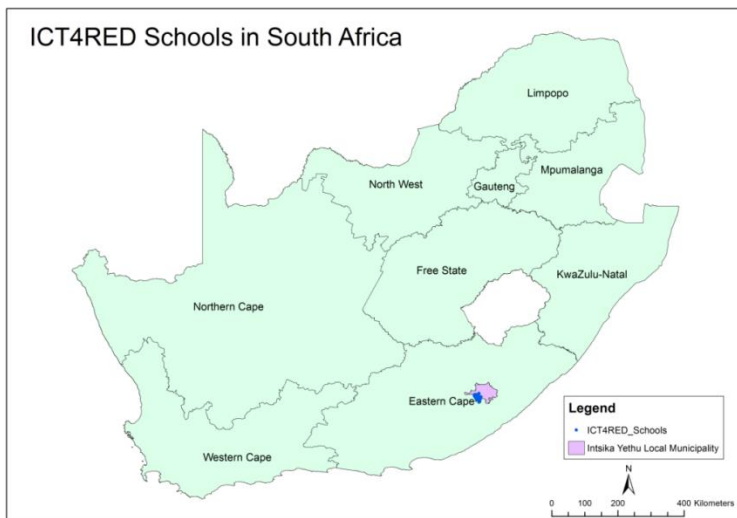 ICT4RED Schools in South Africa
Limpopo
Mpumalanga
North West
Gauteng
Free State
KwaZulu-Natal
Northern Cape
Eastern Cape
Western Cape
Legend
ICT4RED_Schools
Intsika Yethu Local Municipality
N
0 100 200 400 Kilometers